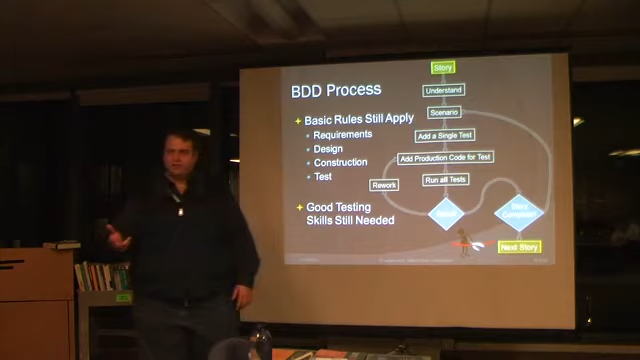 Story
BDD Process
Understand
Scenario
Basic Rules Still Apply
Requirements
Design
Construction
Test
Add a Single Test
Add Production Code for Test
Rework
Run all Tests
Good Testing
Skills Still Needed
Story
Complete?
Next Story